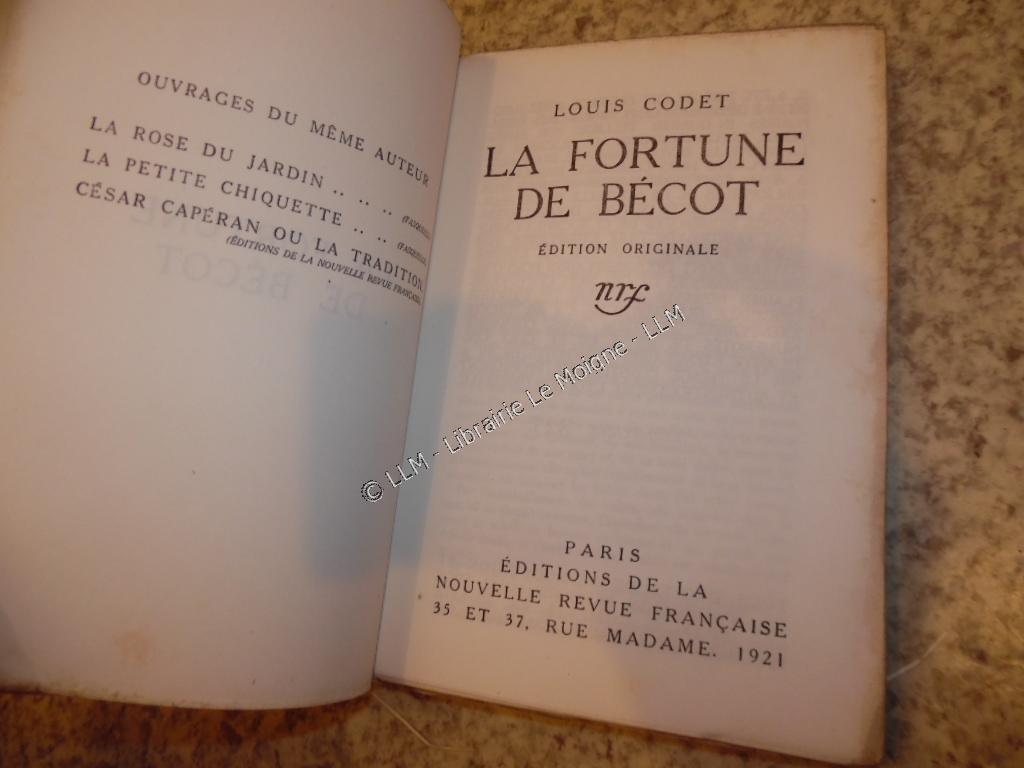 OUVRAGES DU MÊME AUTEUR
LA ROSE DU JARDIN .. .. ..
LA PETITE CHIQUETTE .. ..
CÉSAR CAPÉRAN OU LA TRADITION.
(ÉDITIONS DE LA NOUVELLE REVUE FRANÇAISE)
LOUIS CODET
LA FORTUNE
DE BÉCOT
ÉDITION ORIGINALE
nrf
PARIS
ÉDITIONS DE LA
NOUVELLE REVUE FRANÇAISE
35 ET 37, RUE MADAME. 1921
© LLM - Librairie Le Moigne - LLM